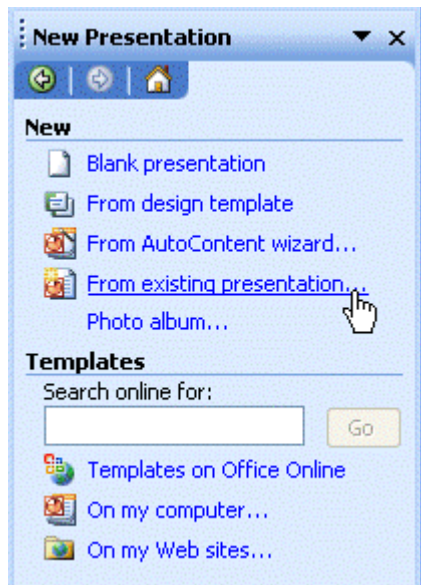 New Presentation
New
Blank presentation
From design template
From AutoContent wizard...
From existing presentation...
Photo album...
Templates
Search online for:
Go
Templates on Office Online
On my computer...
On my Web sites...